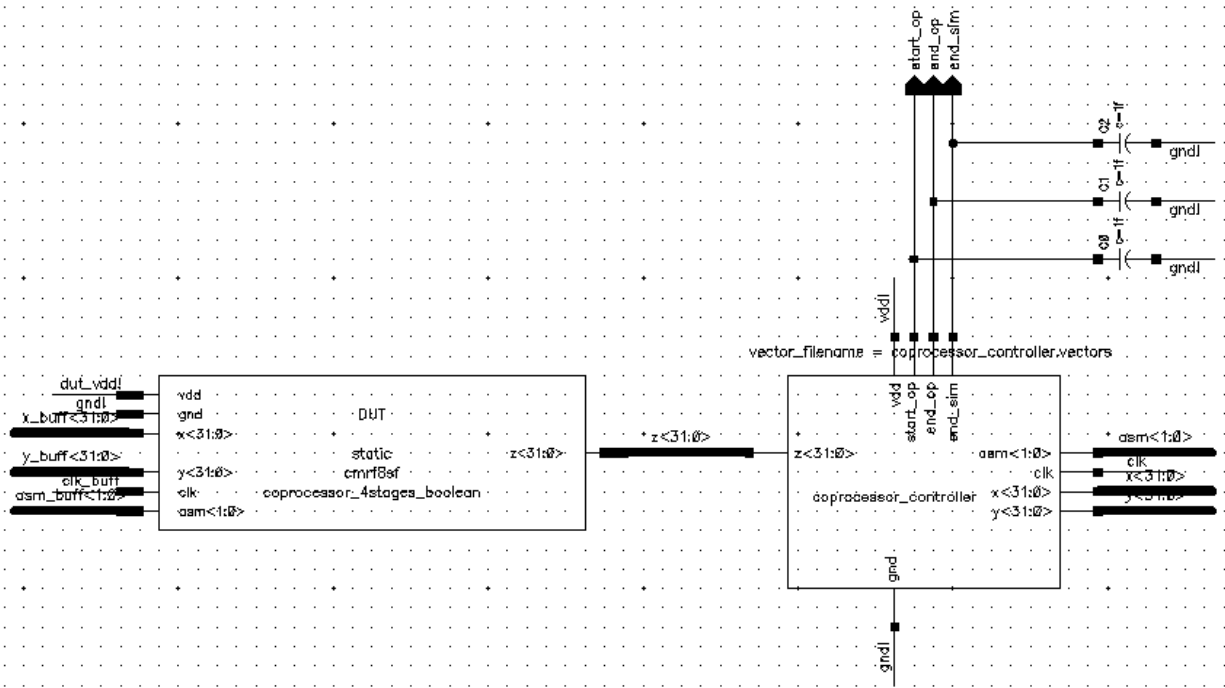 start_op
end_op
end_sim
C2
c=1f
gnd!
C1
c=1f
gnd!
C0
c=1f
gnd!
vdd!
vector_filename = coprocessor_controller.vectors
dut_vdd!
gnd!
x_buff<31:0>
y_buff<31:0>
clk_buff
asm_buff<1:0>
vdd
gnd
x<31:0>
y<31:0>
clk
asm<1:0>
DUT
static
cmrf8sf
coprocessor_4stages_boolean
z<31:0>
z<31:0>
vdd
start_op
end_op
end_sim
z<31:0>
coprocessor_controller
asm<1:0>
clk
x<31:0>
y<31:0>
gnd
asm<1:0>
clk
x<31:0>
y<31:0>
gnd!